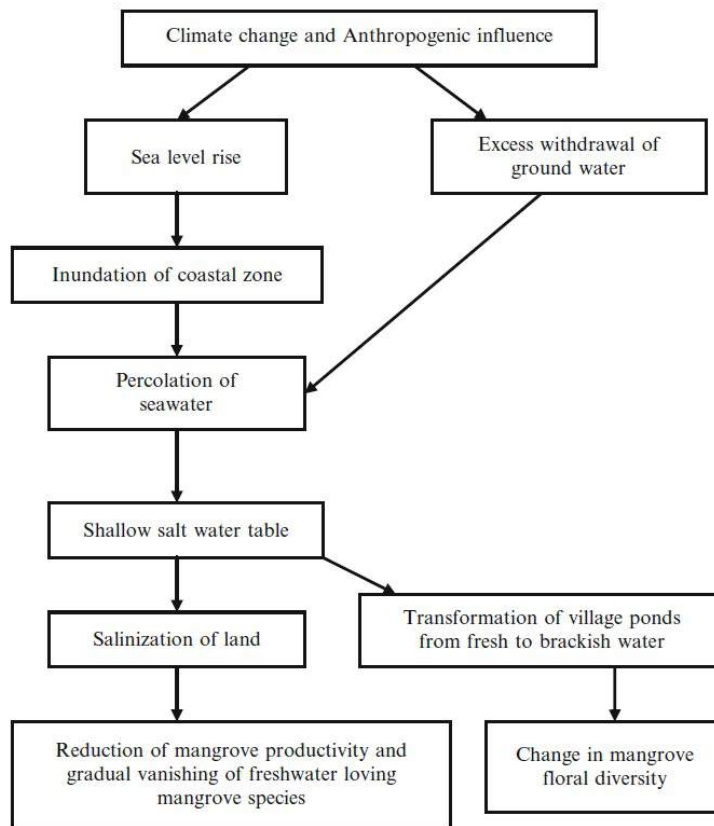 Climate change and Anthropogenic influence
Sea level rise
Excess withdrawal of
ground water
Inundation of coastal zone
Percolation of
seawater
Shallow salt water table
Salinization of land
Transformation of village ponds
from fresh to brackish water
Reduction of mangrove productivity and
gradual vanishing of freshwater loving
mangrove species
Change in mangrove
floral diversity